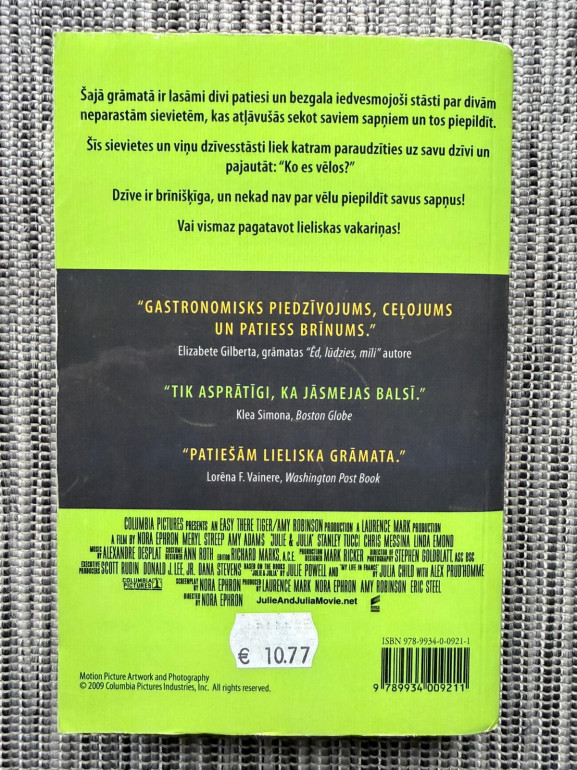 Šajā grāmatā ir lasāmi divi patiesi un bezgala iedvesmojoši stāsti par divām
neparastām sievietēm, kas atļāvušās sekot saviem sapņiem un tos piepildīt.
Šīs sievietes un viņu dzīvesstāsti liek katram paraudzīties uz savu dzīvi un
pajautāt: “Ko es vēlos?”
Dzīve ir brīnišķīga, un nekad nav par vēlu piepildīt savus sapņus!
Vai vismaz pagatavot lieliskas vakariņas!
“GASTRONOMISKS PIEDZĪVOJUMS, CEĻOJUMS
UN PATIESS BRĪNUMS.”
Elizabete Gilberta, grāmatas “Ēd, lūdzies, mīli” autore
“TIK ASPRĀTĪGI, KA JĀSMEJAS BALSĪ.”
Klea Simona, Boston Globe
“PATIEŠĀM LIELISKA GRĀMATA.”
Lorēna F. Vainere, Washington Post Book
COLUMBIA PICTURES PRESENTS AN EASY THERE TIGER/AMY ROBINSON PRODUCTION A LAURENCE MARK PRODUCTION
A FILM BY NORA EPHRON MERYL STREEP AMY ADAMS “JULIE & JULIA” STANLEY TUCCI CHRIS MESSINA LINDA EMOND
MUSIC BY ALEXANDRE DESPLAT COSTUME DESIGNER ANN ROTH EDITOR RICHARD MARKS, A.C.E. PRODUCTION DESIGNER MARK RICKER DIRECTOR OF PHOTOGRAPHY STEPHEN GOLDBLATT, ASC BSC
EXECUTIVE PRODUCERS SCOTT RUDIN DONALD J. LEE, JR. DANA STEVENS BASED ON THE BOOKS “JULIE & JULIA” BY JULIE POWELL AND “MY LIFE IN FRANCE” BY JULIA CHILD WITH ALEX PRUD'HOMME
COLUMBIA PICTURES SCREENPLAY BY NORA EPHRON PRODUCED BY LAURENCE MARK NORA EPHRON AMY ROBINSON ERIC STEEL
DIRECTED BY NORA EPHRON JulieAndJuliaMovie.net
€ 10.77
ISBN 978-9934-0-0921-1
9 789934 009211
Motion Picture Artwork and Photography
© 2009 Columbia Pictures Industries, Inc. All rights reserved.